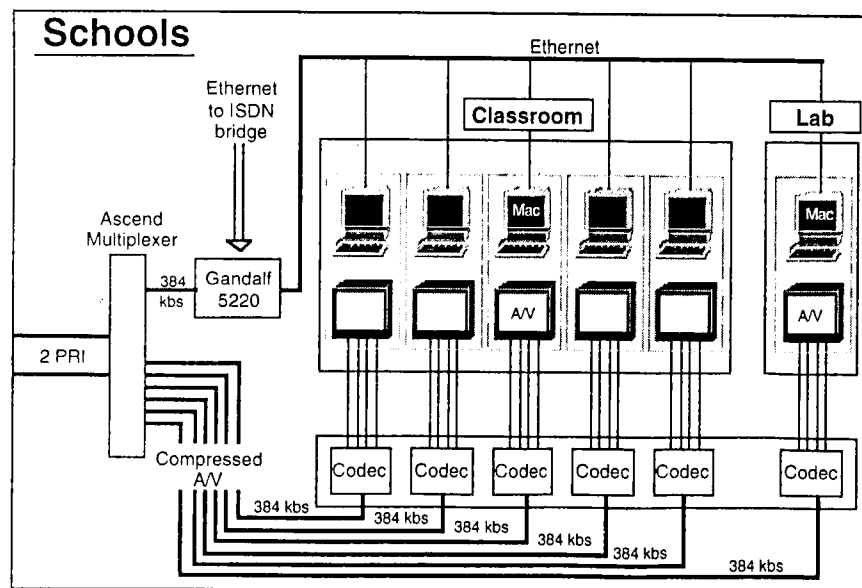 Schools
Ethernet
Ethernet
to ISDN
bridge
Classroom
Lab
Ascend
Multiplexer
Mac
Mac
384
kbs
Gandalf
5220
A/V
A/V
2 PRI
Compressed
A/V
Codec
Codec
Codec
Codec
Codec
Codec
384 kbs
384 kbs
384 kbs
384 kbs
384 kbs
384 kbs